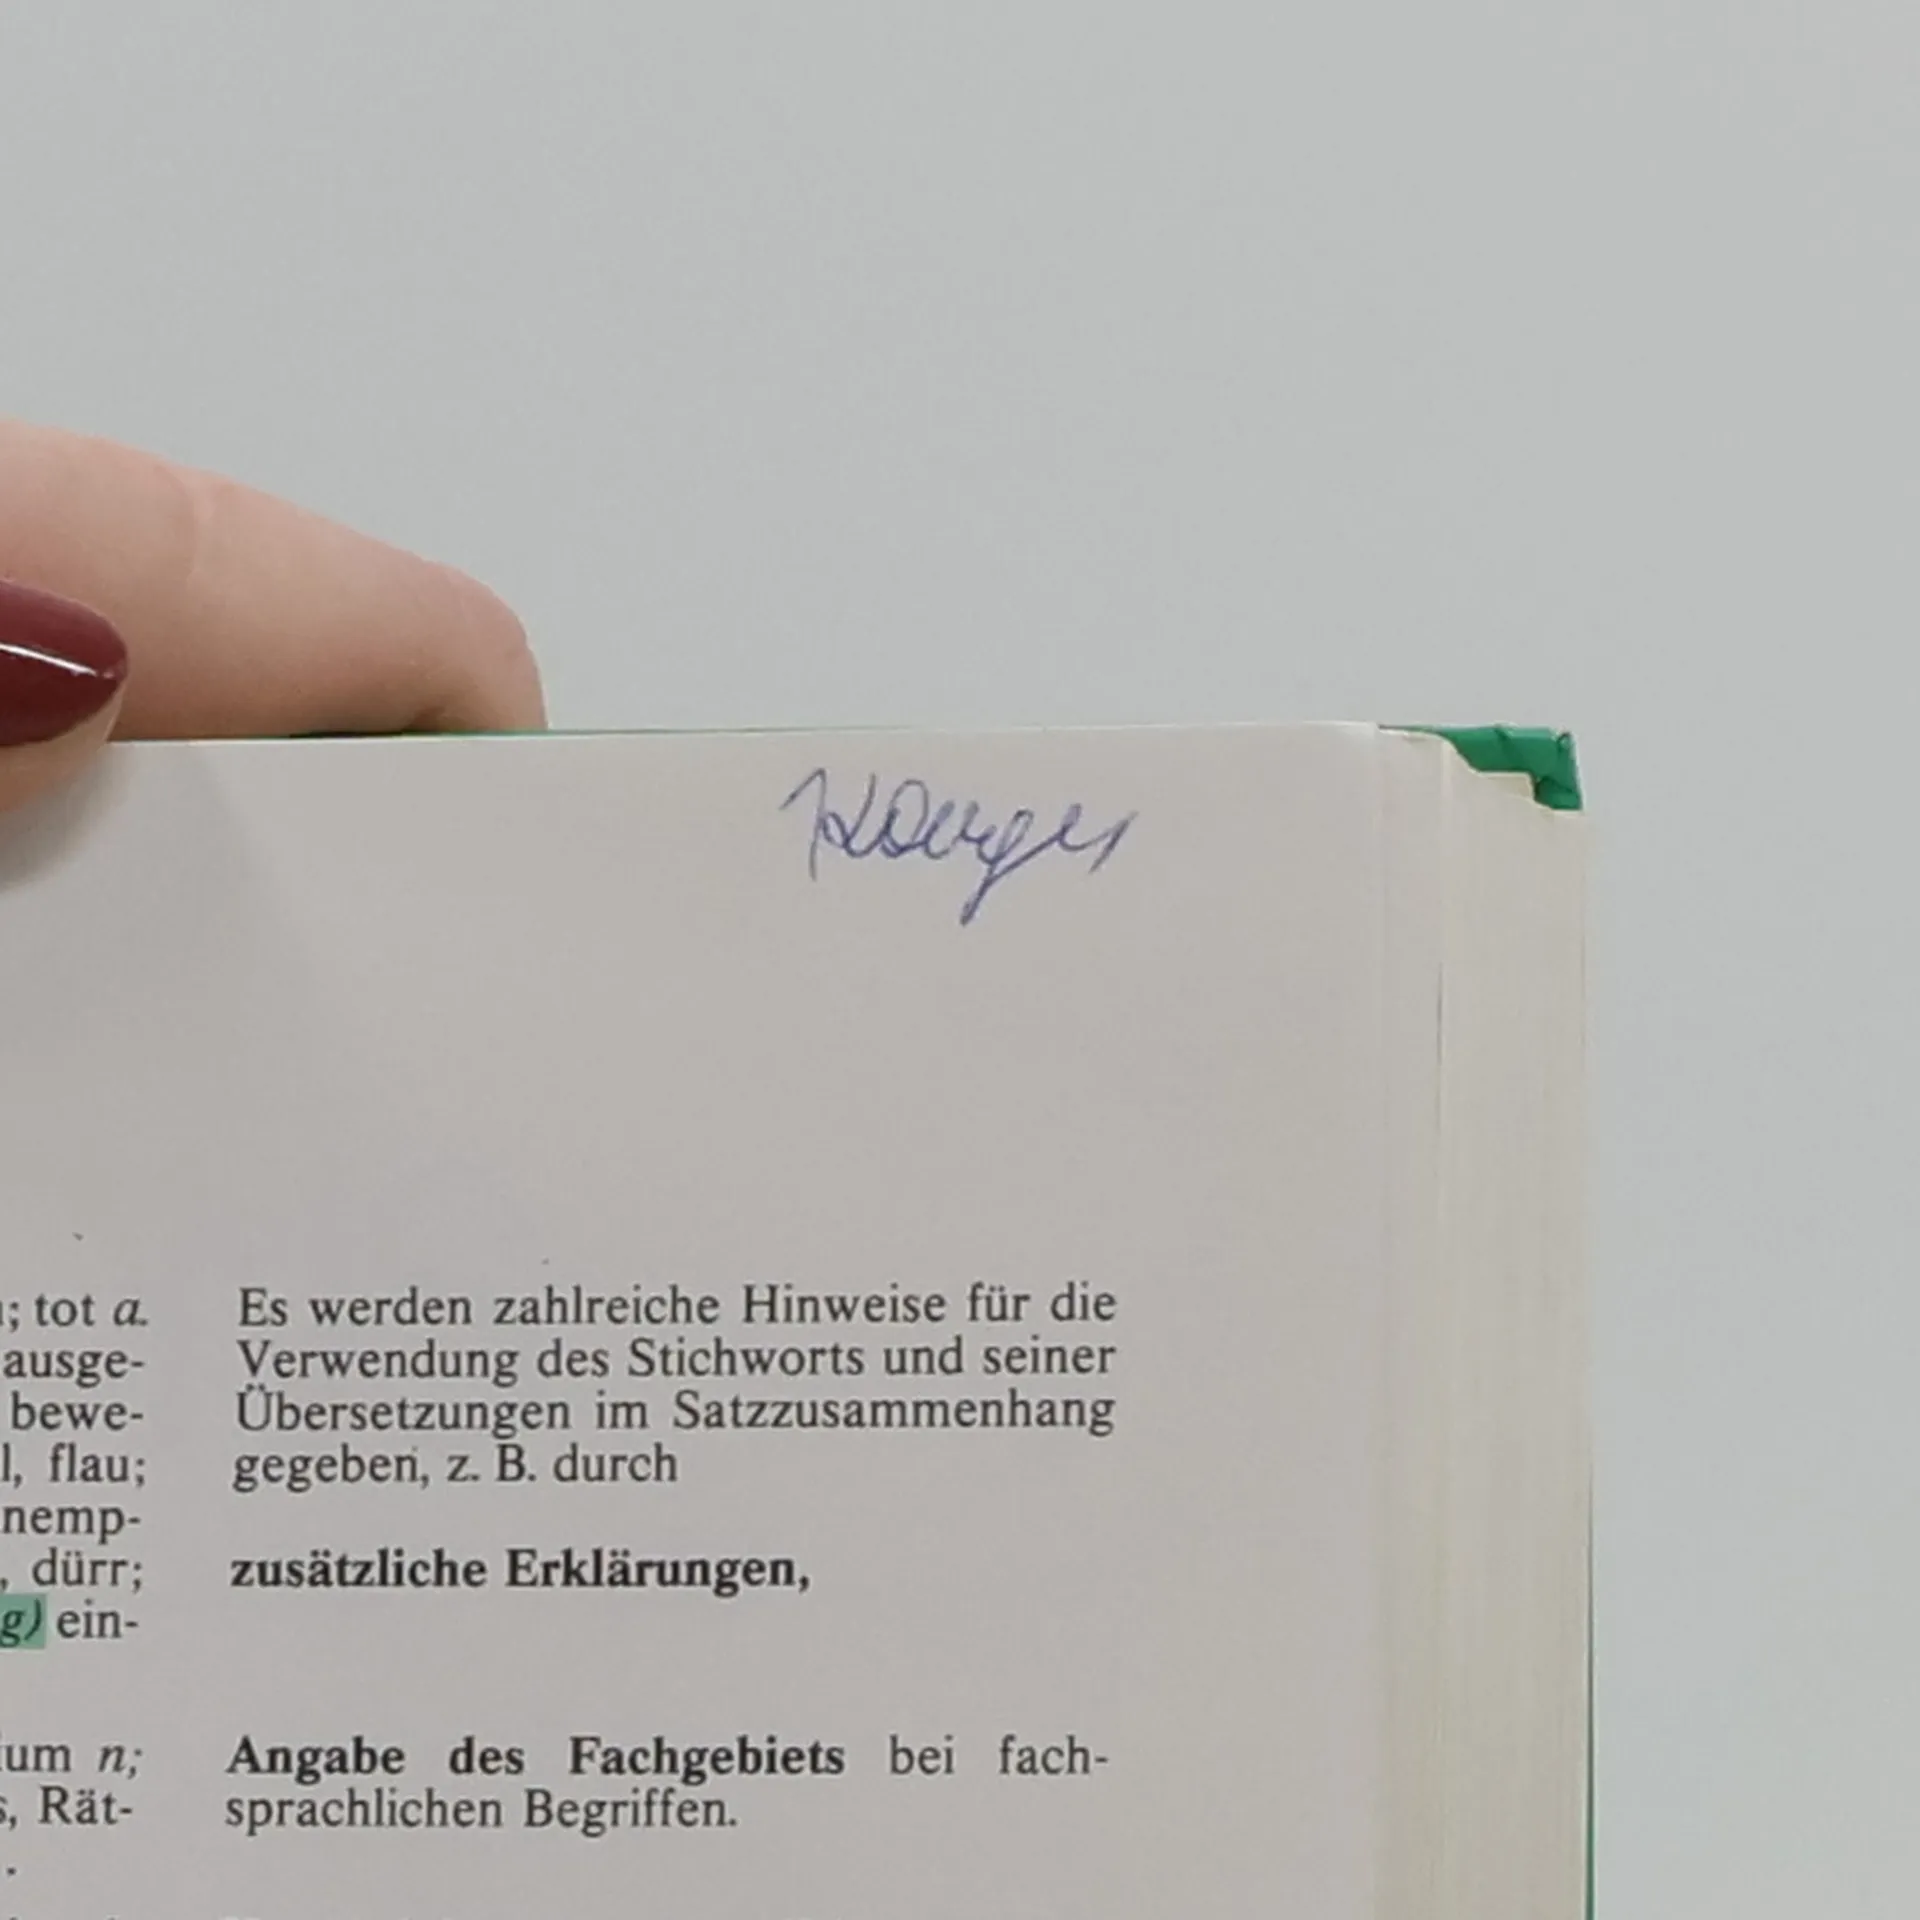 ; tot a.
ausge-
bewe-
l, flau;
nemp-
, dürr;
g) ein-
um n;
s, Rät-
.
Es werden zahlreiche Hinweise für die
Verwendung des Stichworts und seiner
Übersetzungen im Satzzusammenhang
gegeben, z. B. durch
zusätzliche Erklärungen,
Angabe des Fachgebiets bei fach-
sprachlichen Begriffen.